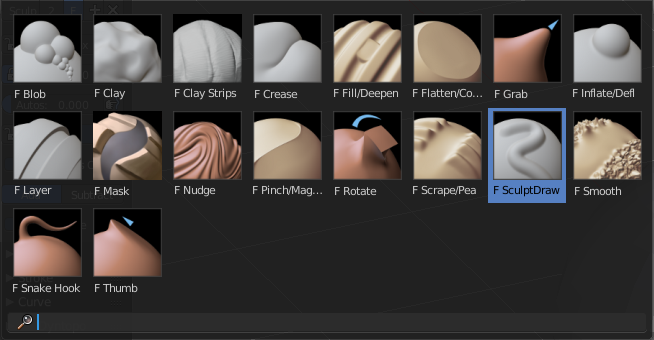 F Blob
F Clay
F Clay Strips
F Crease
F Fill/Deepen
F Flatten/Co...
F Grab
F Inflate/Defl
F Layer
F Mask
F Nudge
F Pinch/Mag...
F Rotate
F Scrape/Pea
F SculptDraw
F Smooth
F Snake Hook
F Thumb
Curve